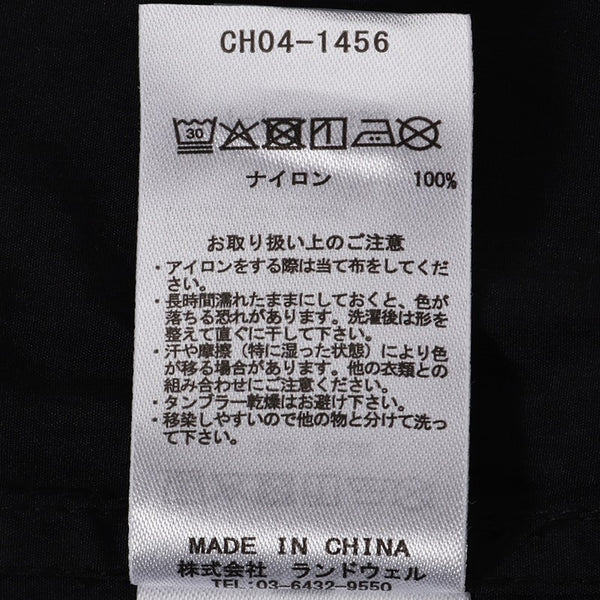 CH04-1456
30
ナイロン 100%
お取り扱い上のご注意
・アイロンをする際は当て布をしてくだ
さい。
・長時間濡れたままにしておくと、色が
落ちる恐れがあります。洗濯後は形を
整えて直ぐに干して下さい。
・汗や摩擦（特に湿った状態）により色
が移る場合があります。他の衣類との
組み合わせにご注意ください。
・タンブラー乾燥はお避け下さい。
・移染しやすいので他の物と分けて洗っ
て下さい。
MADE IN CHINA
株式会社 ランドウェル
TEL:03-6432-9550